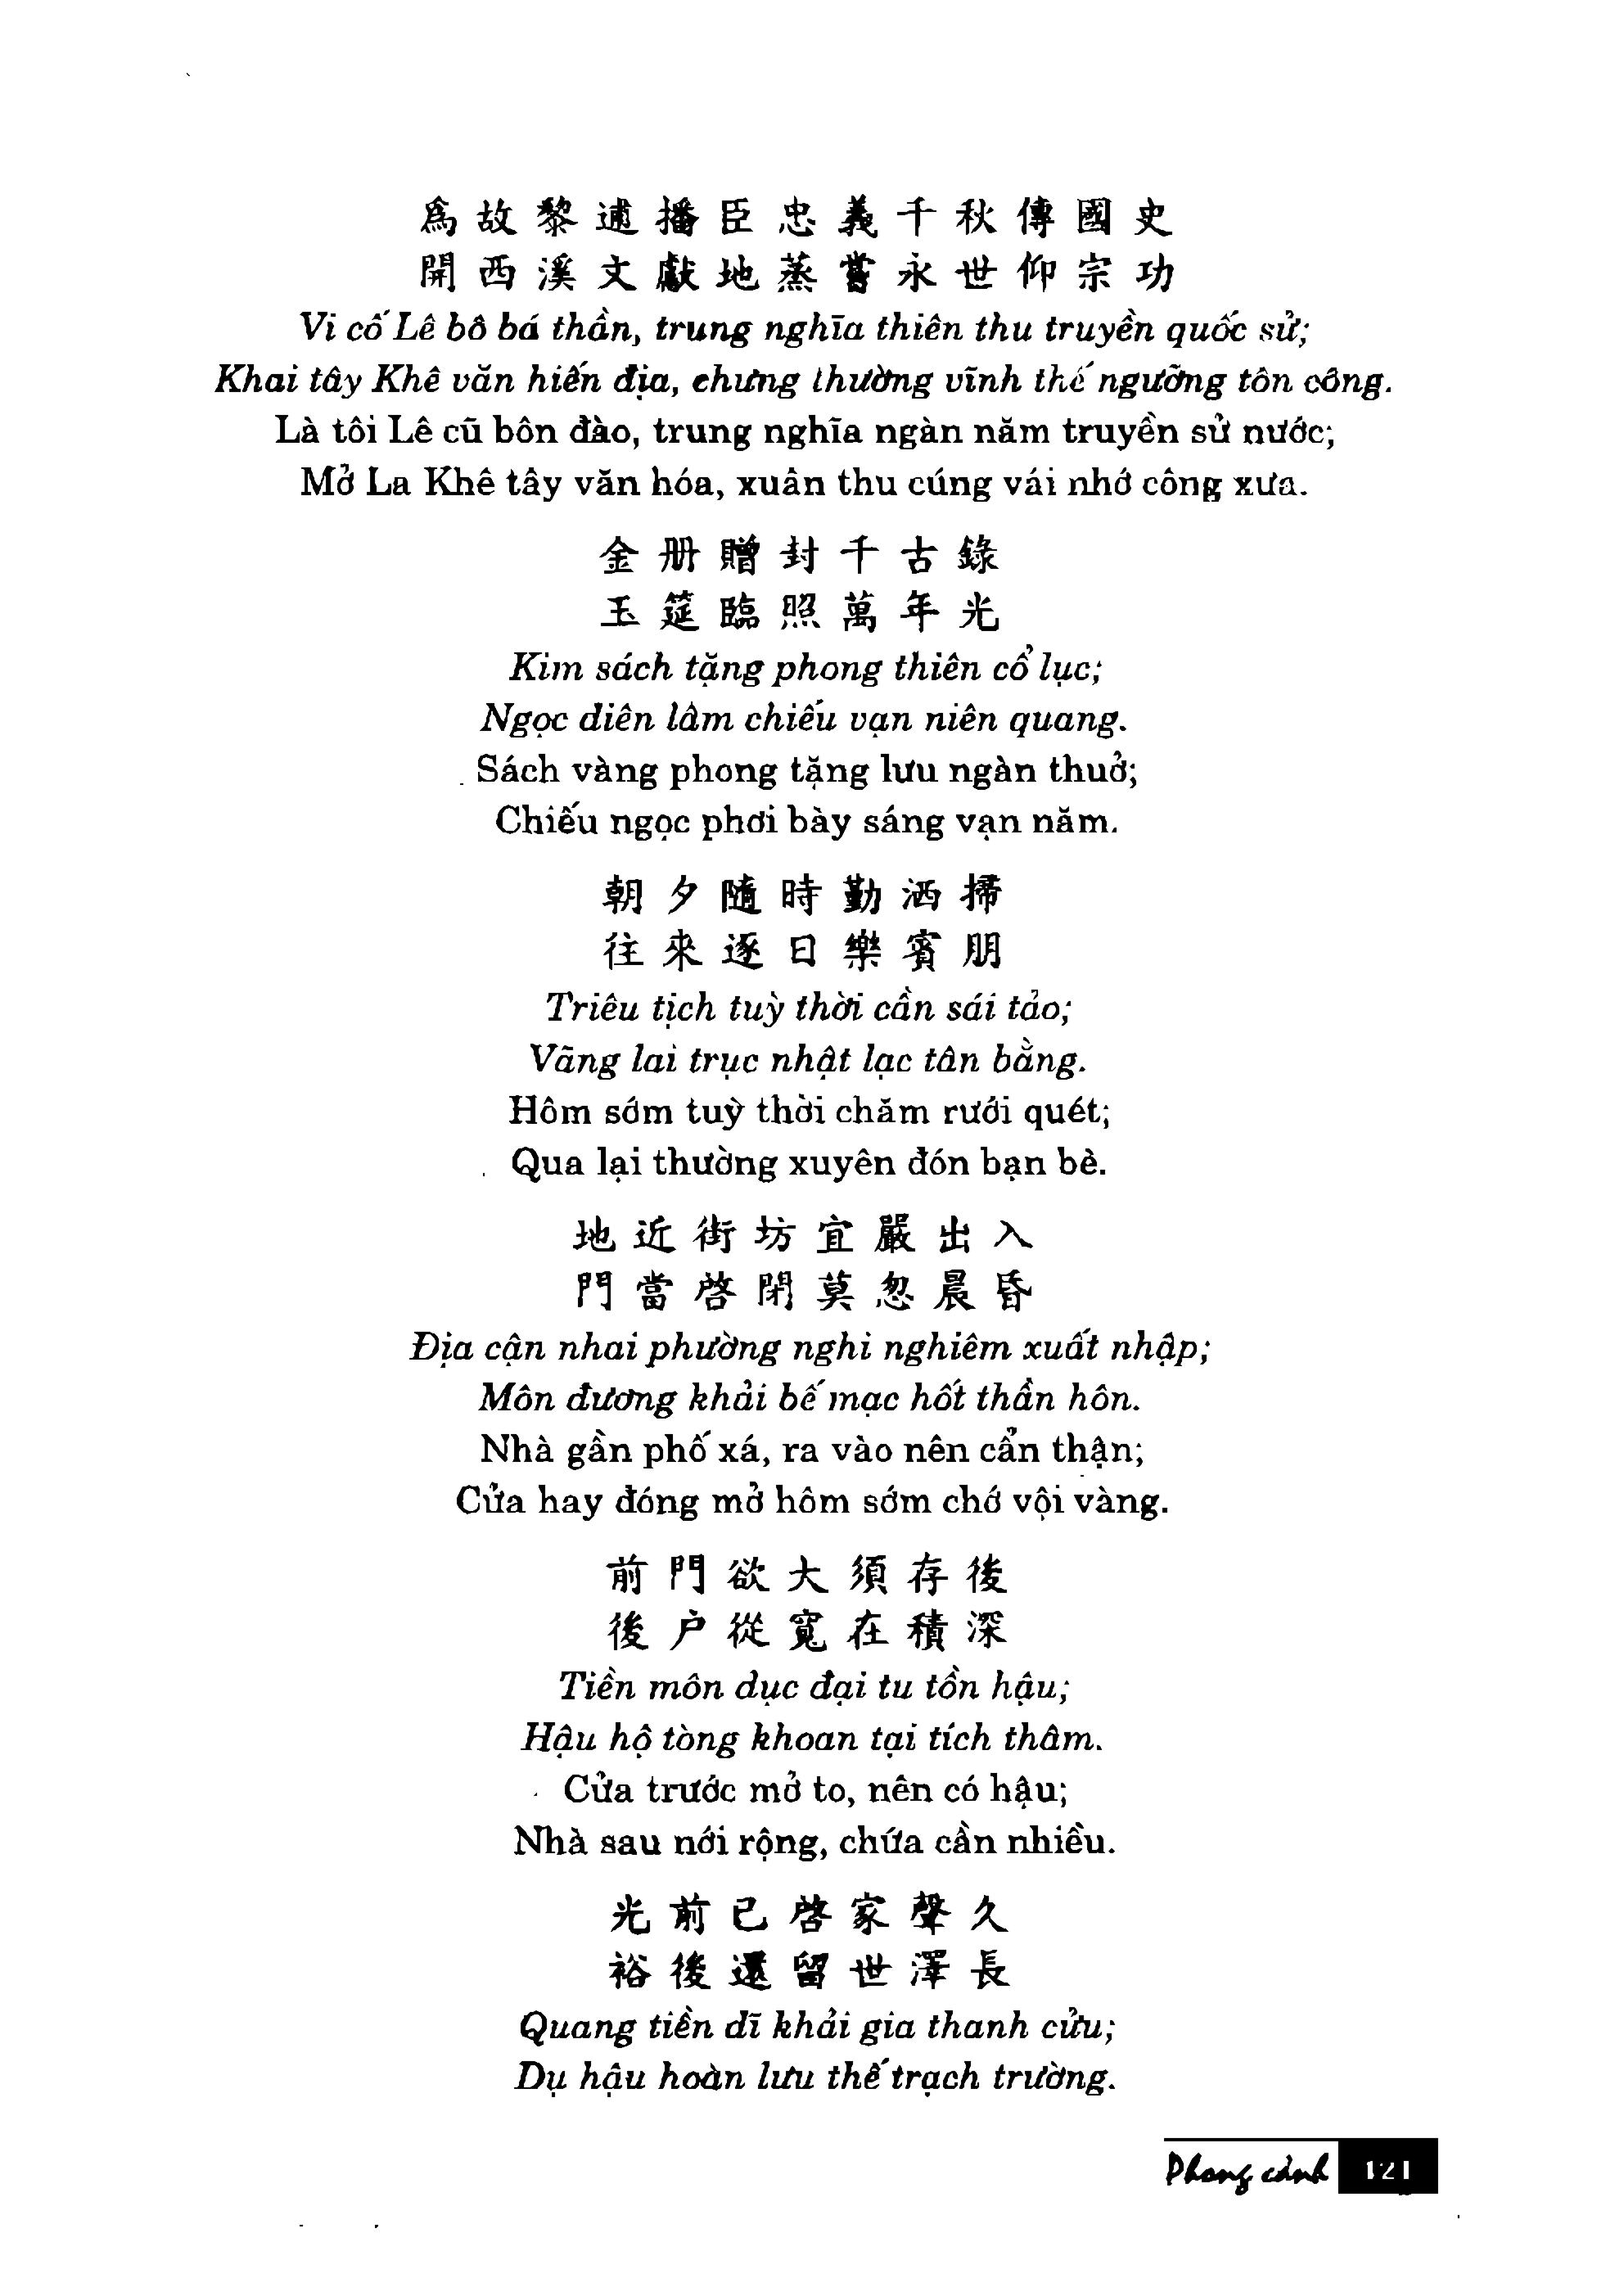 爲故黎逋播臣忠義千秋傳國史
開西溪文獻地蒸嘗永世仰宗功
Vi cố Lê bô bá thần, trung nghĩa thiên thu truyền quốc sử;
Khai tây Khê văn hiến địa, chưng thường vĩnh thế ngưỡng tôn công.
Là tôi Lê cũ bôn đào, trung nghĩa ngàn năm truyền sử nước;
Mở La Khê tây văn hóa, xuân thu cúng vái nhớ công xưa.
金册贈封千古錄
玉筵臨照萬年光
Kim sách tặng phong thiên cổ lục;
Ngọc diên lâm chiếu vạn niên quang.
Sách vàng phong tặng lưu ngàn thuở;
Chiếu ngọc phơi bày sáng vạn năm.
朝夕隨時勤洒掃
往來逐日樂賓朋
Triêu tịch tuỳ thời cần sái tảo;
Vãng lai trục nhật lạc tân bằng.
Hôm sớm tuỳ thời chăm rưới quét;
Qua lại thường xuyên đón bạn bè.
地近街坊宜嚴出入
門當啓閉莫忽晨昏
Địa cận nhai phường nghi nghiêm xuất nhập;
Môn đương khải bế mạc hốt thần hôn.
Nhà gần phố xá, ra vào nên cẩn thận;
Cửa hay đóng mở hôm sớm chớ vội vàng.
前門欲大須存後
後户從寬在積深
Tiền môn dục đại tu tồn hậu;
Hậu hộ tòng khoan tại tích thâm.
Cửa trước mở to, nên có hậu;
Nhà sau nới rộng, chứa cần nhiều.
光前已啓家聲久
裕後還留世澤長
Quang tiền dĩ khải gia thanh cửu;
Dụ hậu hoàn lưu thế trạch trường.
Phong cảnh 121